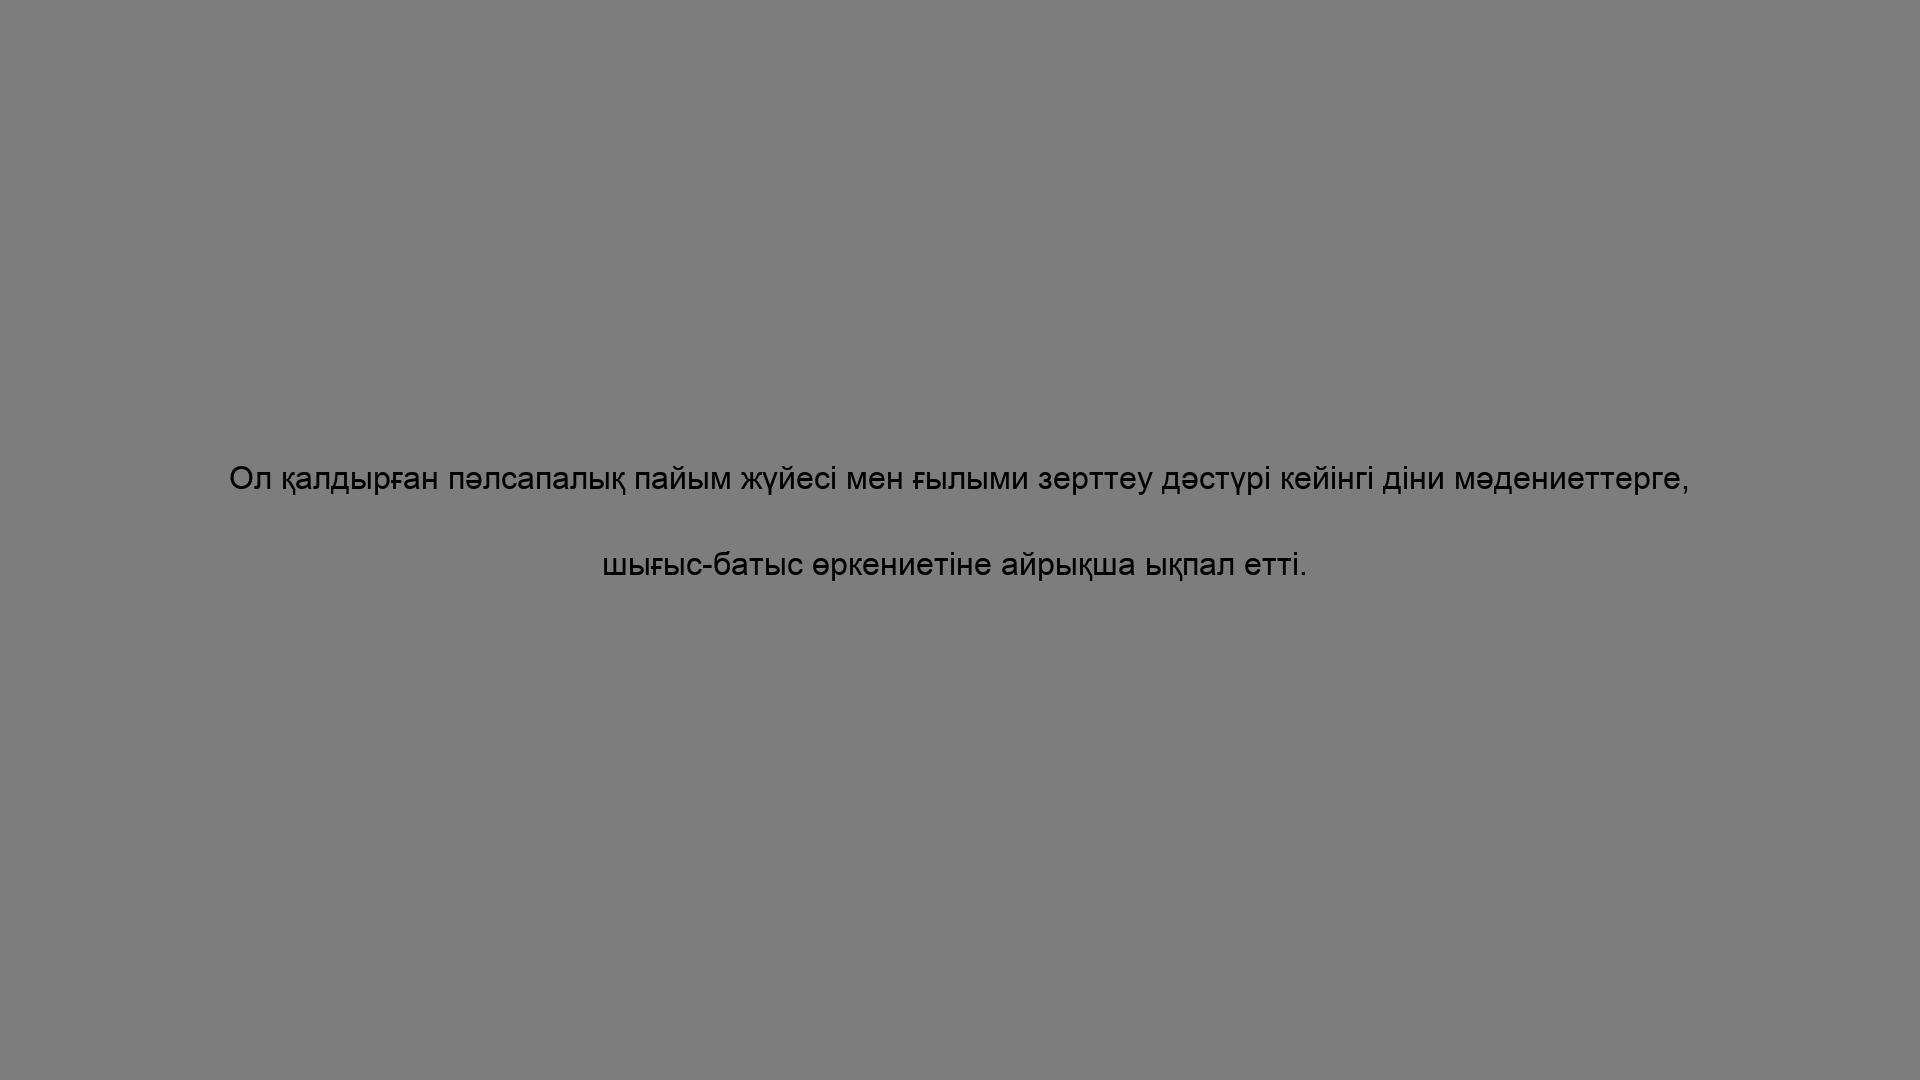 Ол қалдырған пәлсапалық пайым жүйесі мен ғылыми зерттеу дәстүрі кейінгі діни мәдениеттерге,
шығыс-батыс өркениетіне айрықша ықпал етті.